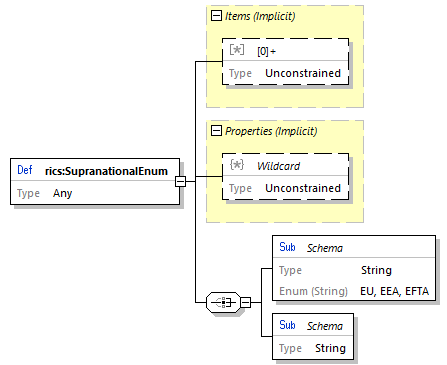 Items (Implicit)
[*] [0]+
Type Unconstrained
Properties (Implicit)
{*} Wildcard
Type Unconstrained
Def rics:SupranationalEnum
Type Any
Sub Schema
Type String
Enum (String) EU, EEA, EFTA
Sub Schema
Type String